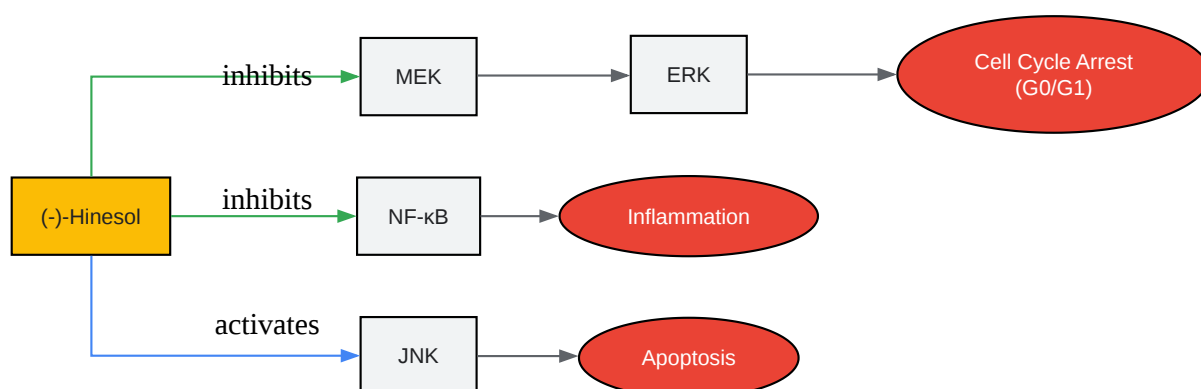 inhibits
MEK
ERK
Cell Cycle Arrest
(G0/G1)
(-)-Hinesol
inhibits
NF-κB
Inflammation
activates
JNK
Apoptosis